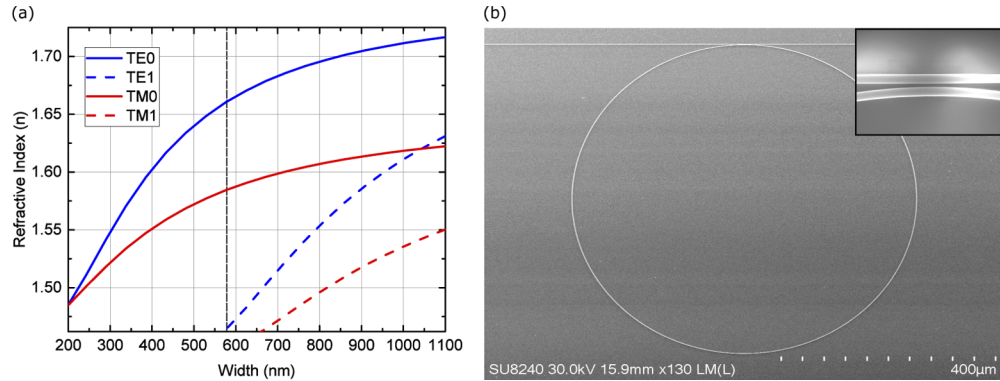 (a)
(b)
1.70
1.65
1.60
1.55
1.50
Refractive Index (n)
TE0
TE1
TM0
TM1
200 300 400 500 600 700 800 900 1000 1100
Width (nm)
SU8240 30.0kV 15.9mm x130 LM(L)
400μm